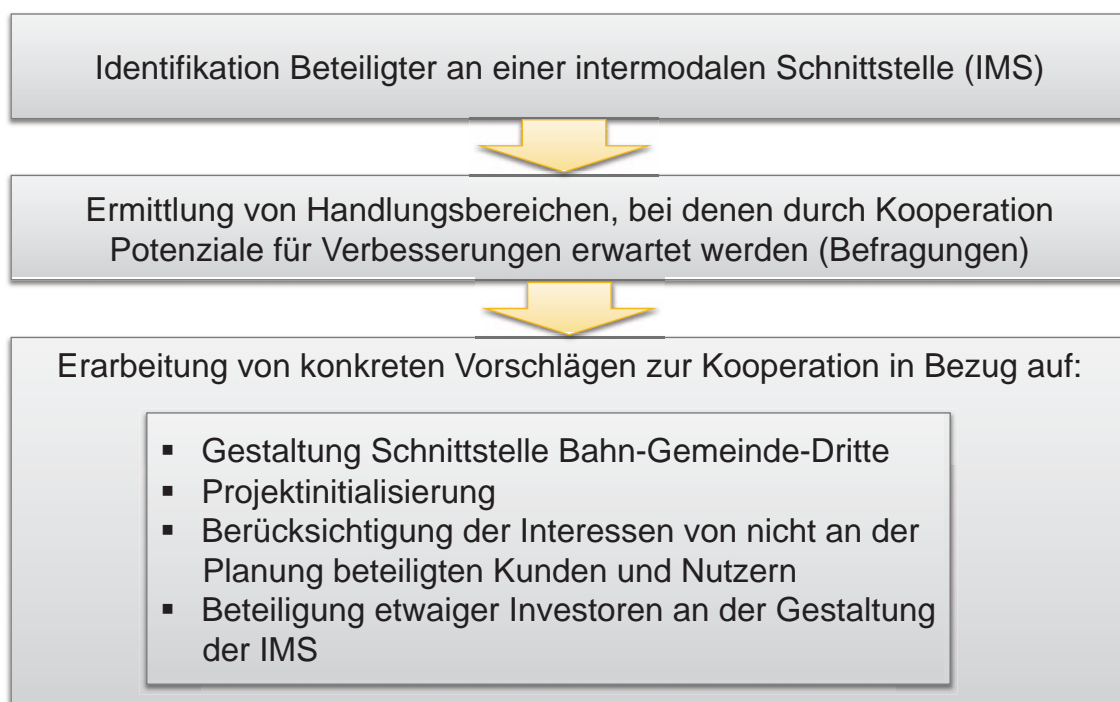 Identifikation Beteiligter an einer intermodalen Schnittstelle (IMS)
Ermittlung von Handlungsbereichen, bei denen durch Kooperation
Potenziale für Verbesserungen erwartet werden (Befragungen)
Erarbeitung von konkreten Vorschlägen zur Kooperation in Bezug auf:
▪ Gestaltung Schnittstelle Bahn-Gemeinde-Dritte
▪ Projektinitialisierung
▪ Berücksichtigung der Interessen von nicht an der
Planung beteiligten Kunden und Nutzern
▪ Beteiligung etwaiger Investoren an der Gestaltung
der IMS